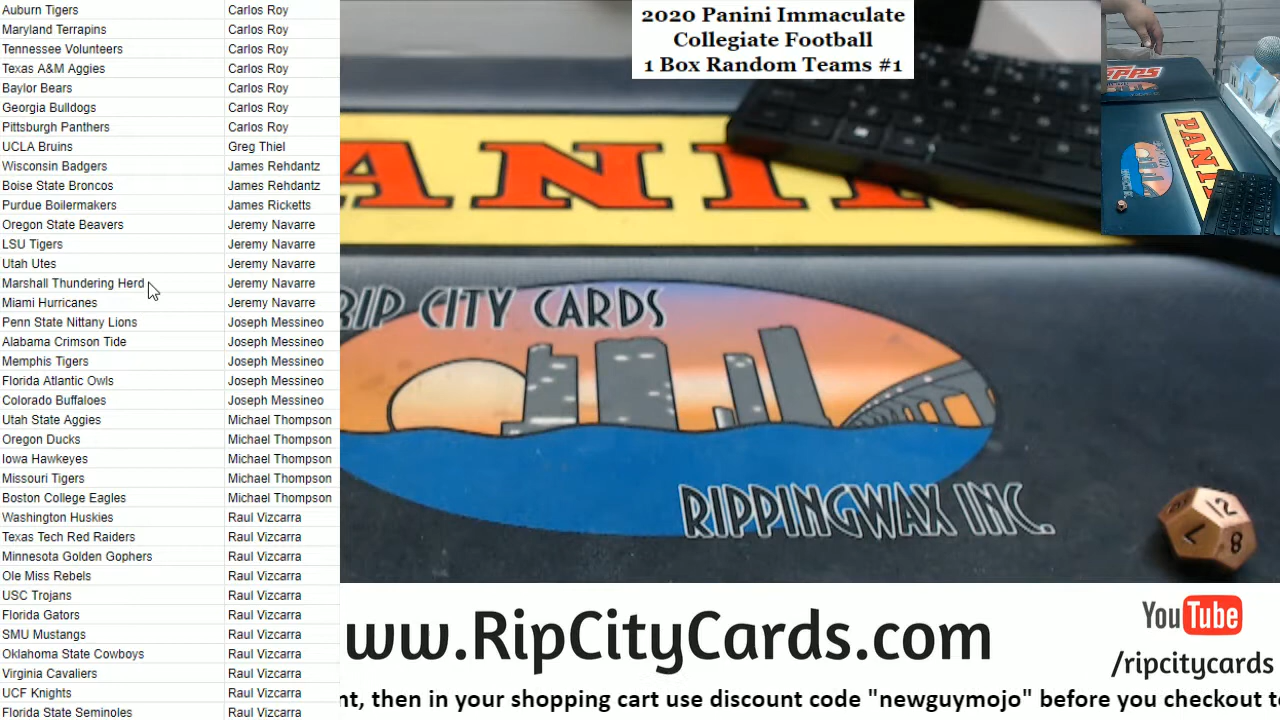 Auburn Tigers Carlos Roy
Maryland Terrapins Carlos Roy
Tennessee Volunteers Carlos Roy
Texas A&M Aggies Carlos Roy
Baylor Bears Carlos Roy
Georgia Bulldogs Carlos Roy
Pittsburgh Panthers Carlos Roy
UCLA Bruins Greg Thiel
Wisconsin Badgers James Rehdantz
Boise State Broncos James Rehdantz
Purdue Boilermakers James Ricketts
Oregon State Beavers Jeremy Navarre
LSU Tigers Jeremy Navarre
Utah Utes Jeremy Navarre
Marshall Thundering Herd Jeremy Navarre
Miami Hurricanes Jeremy Navarre
Penn State Nittany Lions Joseph Messineo
Alabama Crimson Tide Joseph Messineo
Memphis Tigers Joseph Messineo
Florida Atlantic Owls Joseph Messineo
Colorado Buffaloes Joseph Messineo
Utah State Aggies Michael Thompson
Oregon Ducks Michael Thompson
Iowa Hawkeyes Michael Thompson
Missouri Tigers Michael Thompson
Boston College Eagles Michael Thompson
Washington Huskies Raul Vizcarra
Texas Tech Red Raiders Raul Vizcarra
Minnesota Golden Gophers Raul Vizcarra
Ole Miss Rebels Raul Vizcarra
USC Trojans Raul Vizcarra
Florida Gators Raul Vizcarra
SMU Mustangs Raul Vizcarra
Oklahoma State Cowboys Raul Vizcarra
Virginia Cavaliers Raul Vizcarra
UCF Knights Raul Vizcarra
Florida State Seminoles Raul Vizcarra
2020 Panini Immaculate
Collegiate Football
1 Box Random Teams #1
ANINI
RIP CITY CARDS
RIPPINGWAX INC.
12
7
8
TOPPS
PANINI
www.RipCityCards.com
YouTube
/ripcitycards
nt, then in your shopping cart use discount code "newguymojo" before you checkout to